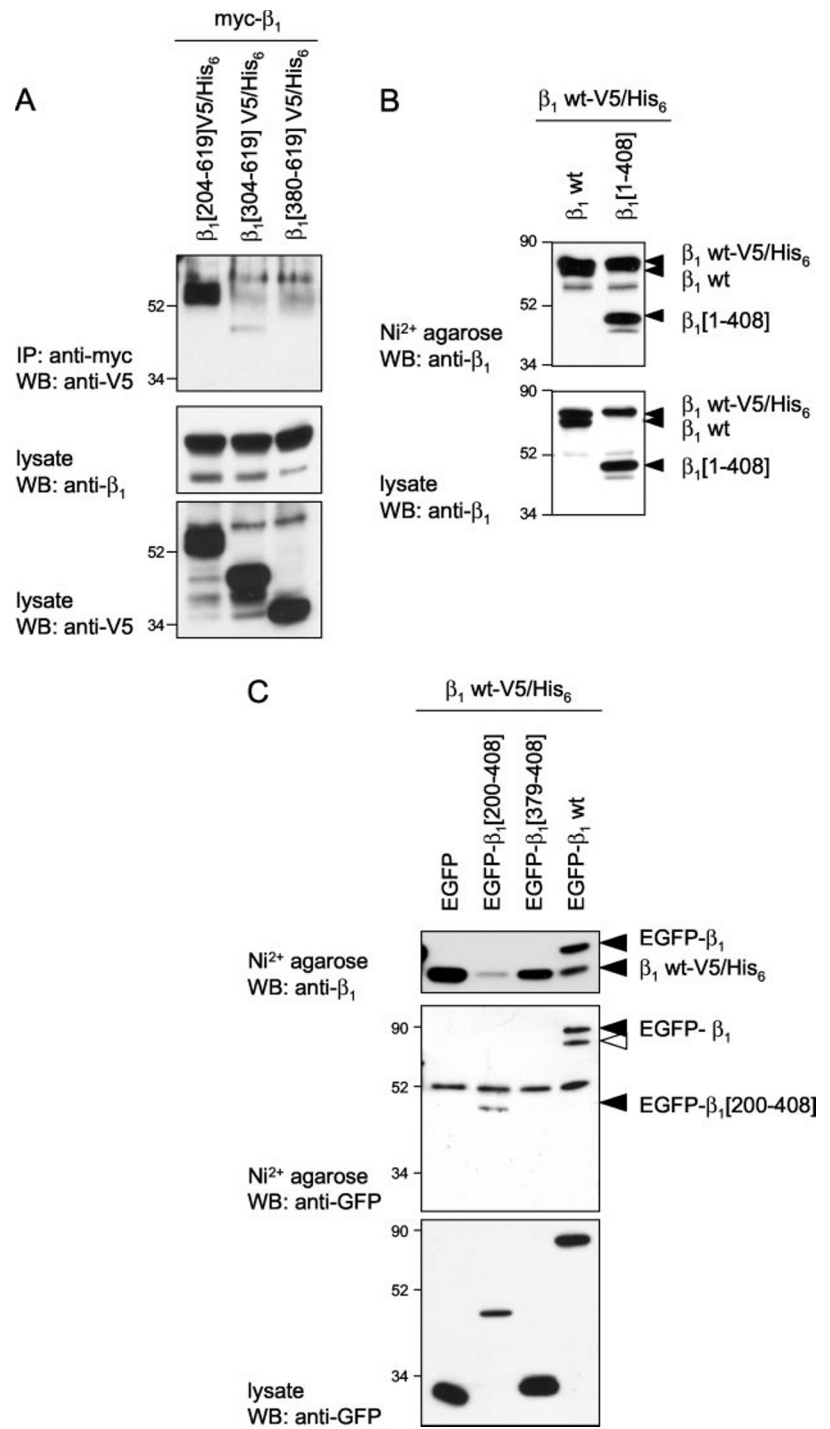 myc-β₁
A
β₁[204-619]V5/His₆
β₁[304-619] V5/His₆
β₁[380-619] V5/His₆
52
34
IP: anti-myc
WB: anti-V5
lysate
WB: anti-β₁
52
34
lysate
WB: anti-V5
B
β₁ wt-V5/His₆
β₁ wt
β₁[1-408]
90
52
34
Ni²⁺ agarose
WB: anti-β₁
β₁ wt-V5/His₆
β₁ wt
β₁[1-408]
90
52
34
lysate
WB: anti-β₁
β₁ wt-V5/His₆
β₁ wt
β₁[1-408]
C
β₁ wt-V5/His₆
EGFP
EGFP-β₁[200-408]
EGFP-β₁[379-408]
EGFP-β₁ wt
Ni²⁺ agarose
WB: anti-β₁
EGFP-β₁
β₁ wt-V5/His₆
90
52
34
Ni²⁺ agarose
WB: anti-GFP
EGFP- β₁
EGFP-β₁[200-408]
90
52
34
lysate
WB: anti-GFP